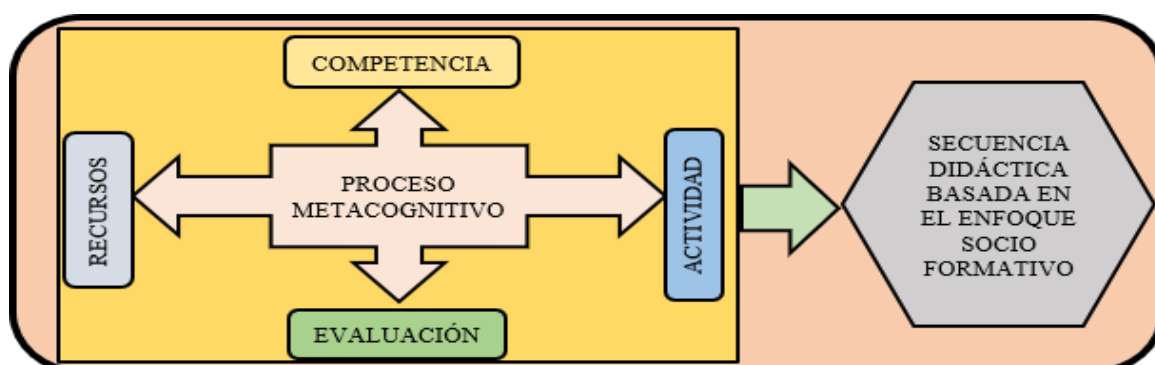 COMPETENCIA
RECURSOS
PROCESO
METACOGNITIVO
ACTIVIDAD
EVALUACIÓN
SECUENCIA
DIDÁCTICA
BASADA EN
EL ENFOQUE
SOCIO
FORMATIVO